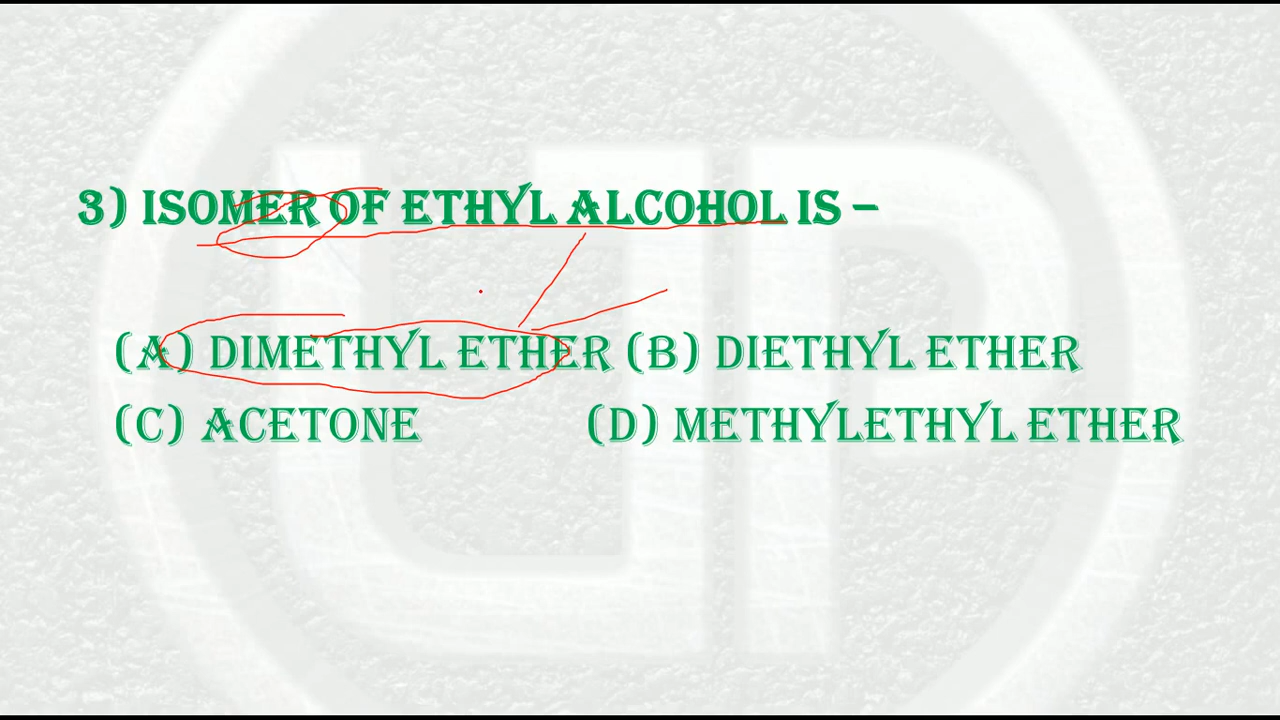 3) ISOMER OF ETHYL ALCOHOL IS –
(A) DIMETHYL ETHER (B) DIETHYL ETHER
(C) ACETONE (D) METHYLETHYL ETHER